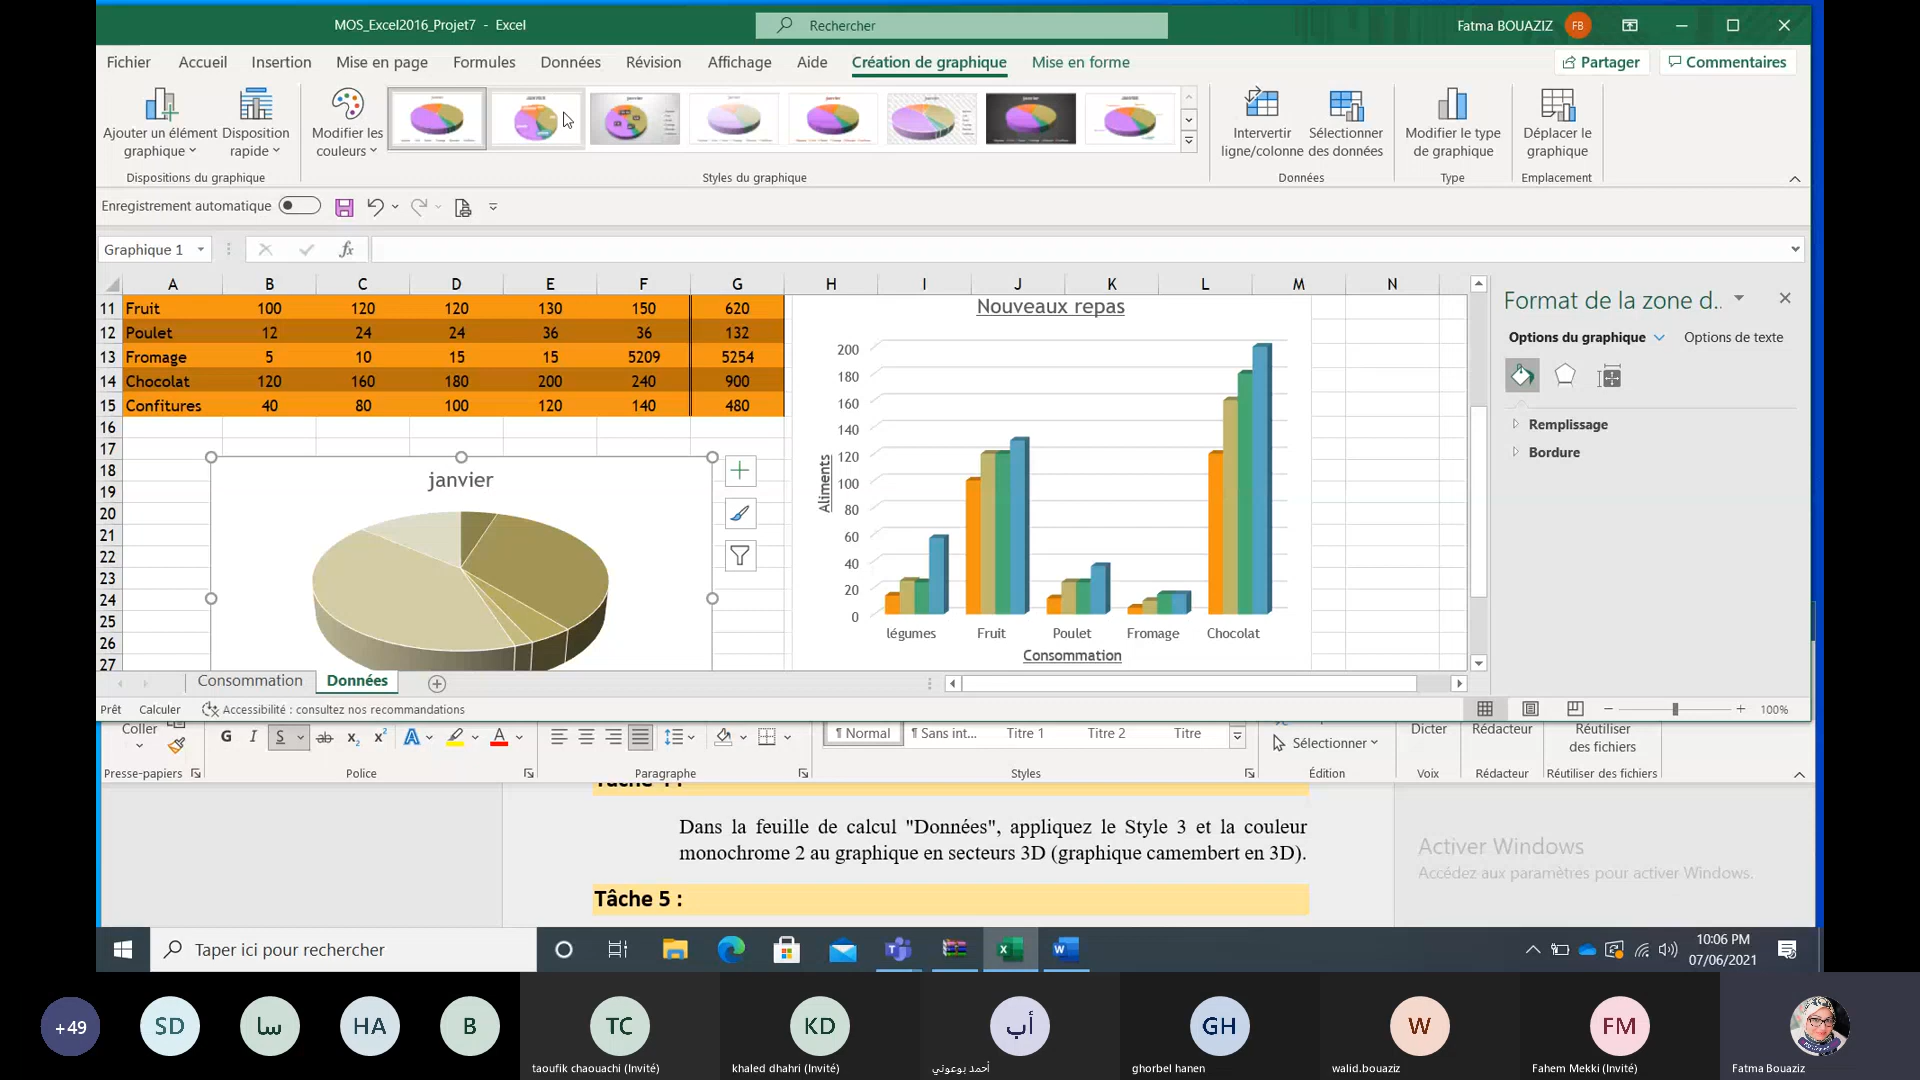 MOS_Excel2016_Projet7 - Excel
Rechercher
Fatma BOUAZIZ
FB
Fichier
Accueil
Insertion
Mise en page
Formules
Données
Révision
Affichage
Aide
Création de graphique
Mise en forme
Partager
Commentaires
Ajouter un élément graphique
Disposition rapide
Modifier les couleurs
Intervertir ligne/colonne
Sélectionner des données
Modifier le type de graphique
Déplacer le graphique
Dispositions du graphique
Styles du graphique
Données
Type
Emplacement
Enregistrement automatique
Graphique 1
fx
A B C D E F G H I J K L M N
11 Fruit 100 120 120 130 150 620
12 Poulet 12 24 24 36 36 132
13 Fromage 5 10 15 15 5209 5254
14 Chocolat 120 160 180 200 240 900
15 Confitures 40 80 100 120 140 480
16
17
18
19
20
21
22
23
24
25
26
27
janvier
Nouveaux repas
Aliments
200
180
160
140
120
100
80
60
40
20
0
légumes Fruit Poulet Fromage Chocolat
Consommation
Format de la zone d..
Options du graphique
Options de texte
Remplissage
Bordure
Consommation
Données
Prêt
Calculer
Accessibilité : consultez nos recommandations
100%
Coller
G I S ab x₂ x² A A
¶ Normal
¶ Sans int...
Titre 1
Titre 2
Titre
Sélectionner
Dicter
Rédacteur
Réutiliser des fichiers
Presse-papiers
Police
Paragraphe
Styles
Édition
Voix
Rédacteur
Réutiliser des fichiers
Dans la feuille de calcul "Données", appliquez le Style 3 et la couleur
monochrome 2 au graphique en secteurs 3D (graphique camembert en 3D).
Tâche 5 :
Activer Windows
Accédez aux paramètres pour activer Windows.
Taper ici pour rechercher
10:06 PM
07/06/2021
+49
SD
سا
HA
B
TC
KD
أب
GH
W
FM
taoufik chaouachi (Invité)
khaled dhahri (Invité)
أحمد بوعوني
ghorbel hanen
walid.bouaziz
Fahem Mekki (Invité)
Fatma Bouaziz